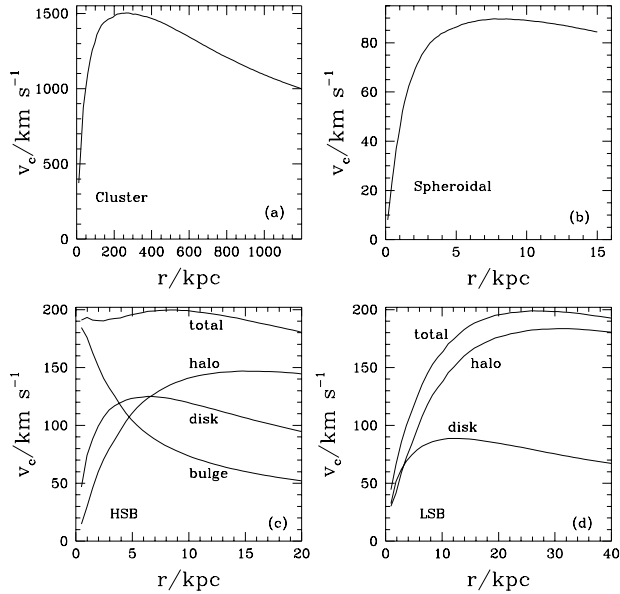 1500
1000
500
0
v_c/km s^-1
Cluster
(a)
0 200 400 600 800 1000
r/kpc
80
60
40
20
0
v_c/km s^-1
Spheroidal
(b)
0 5 10 15
r/kpc
200
150
100
50
0
v_c/km s^-1
total
halo
disk
bulge
HSB
(c)
0 5 10 15 20
r/kpc
200
150
100
50
0
v_c/km s^-1
total
halo
disk
LSB
(d)
0 10 20 30 40
r/kpc